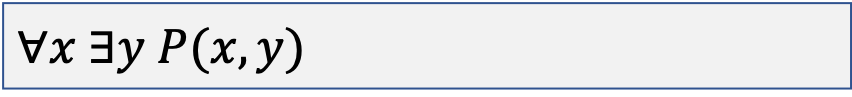 ∀x ∃y P(x, y)